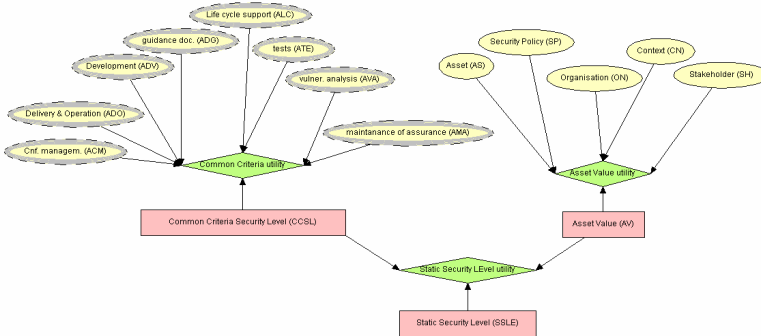 Life cycle support (ALC)
guidance doc. (ADG)
tests (ATE)
Development (ADV)
vulner. analysis (AVA)
Delivery & Operation (ADO)
maintanance of assurance (AMA)
Cnf. managem. (ACM)
Common Criteria utility
Security Policy (SP)
Context (CN)
Asset (AS)
Organisation (ON)
Stakeholder (SH)
Asset Value utility
Common Criteria Security Level (CCSL)
Asset Value (AV)
Static Security LEvel utility
Static Security Level (SSLE)